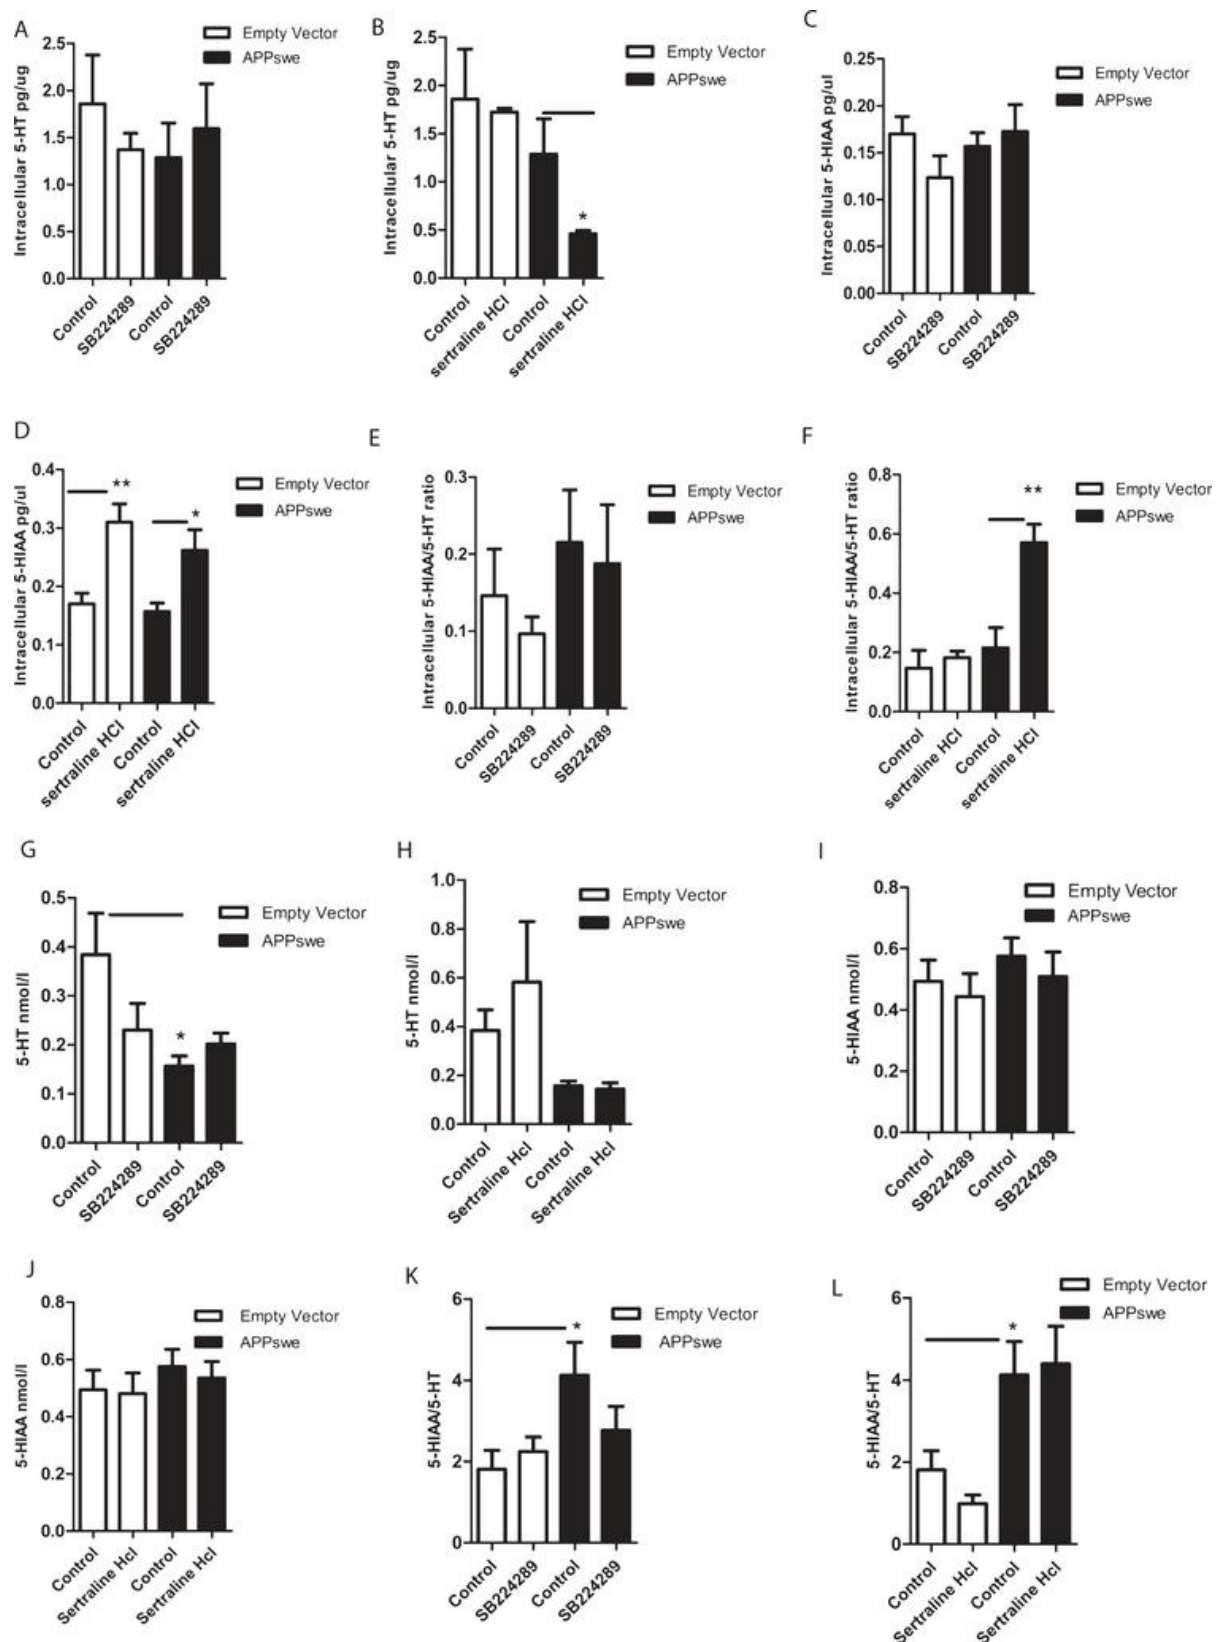 A
Intracellular 5-HT pg/ug
2.5
2.0
1.5
1.0
0.5
0.0
Empty Vector
APPswe
Control
SB224289
Control
SB224289
B
Intracellular 5-HT pg/ug
2.5
2.0
1.5
1.0
0.5
0.0
*
Empty Vector
APPswe
Control
sertraline HCl
Control
sertraline HCl
C
Intracellular 5-HIAA pg/ul
0.25
0.20
0.15
0.10
0.05
0.00
Empty Vector
APPswe
Control
SB224289
Control
SB224289
D
Intracellular 5-HIAA pg/ul
0.4
0.3
0.2
0.1
0.0
**
*
Empty Vector
APPswe
Control
sertraline HCl
Control
sertraline HCl
E
Intracellular 5-HIAA/5-HT ratio
0.3
0.2
0.1
0.0
Empty Vector
APPswe
Control
SB224289
Control
SB224289
F
Intracellular 5-HIAA/5-HT ratio
0.8
0.6
0.4
0.2
0.0
**
Empty Vector
APPswe
Control
sertraline HCl
Control
sertraline HCl
G
5-HT nmol/l
0.5
0.4
0.3
0.2
0.1
0.0
*
Empty Vector
APPswe
Control
SB224289
Control
SB224289
H
5-HT nmol/l
1.0
0.8
0.6
0.4
0.2
0.0
Empty Vector
APPswe
Control
Sertraline Hcl
Control
Sertraline Hcl
I
5-HIAA nmol/l
0.8
0.6
0.4
0.2
0.0
Empty Vector
APPswe
Control
SB224289
Control
SB224289
J
5-HIAA nmol/l
0.8
0.6
0.4
0.2
0.0
Empty Vector
APPswe
Control
Sertraline Hcl
Control
Sertraline Hcl
K
5-HIAA/5-HT
6
4
2
0
*
Empty Vector
APPswe
Control
SB224289
Control
SB224289
L
5-HIAA/5-HT
6
4
2
0
*
Empty Vector
APPswe
Control
Sertraline Hcl
Control
Sertraline Hcl